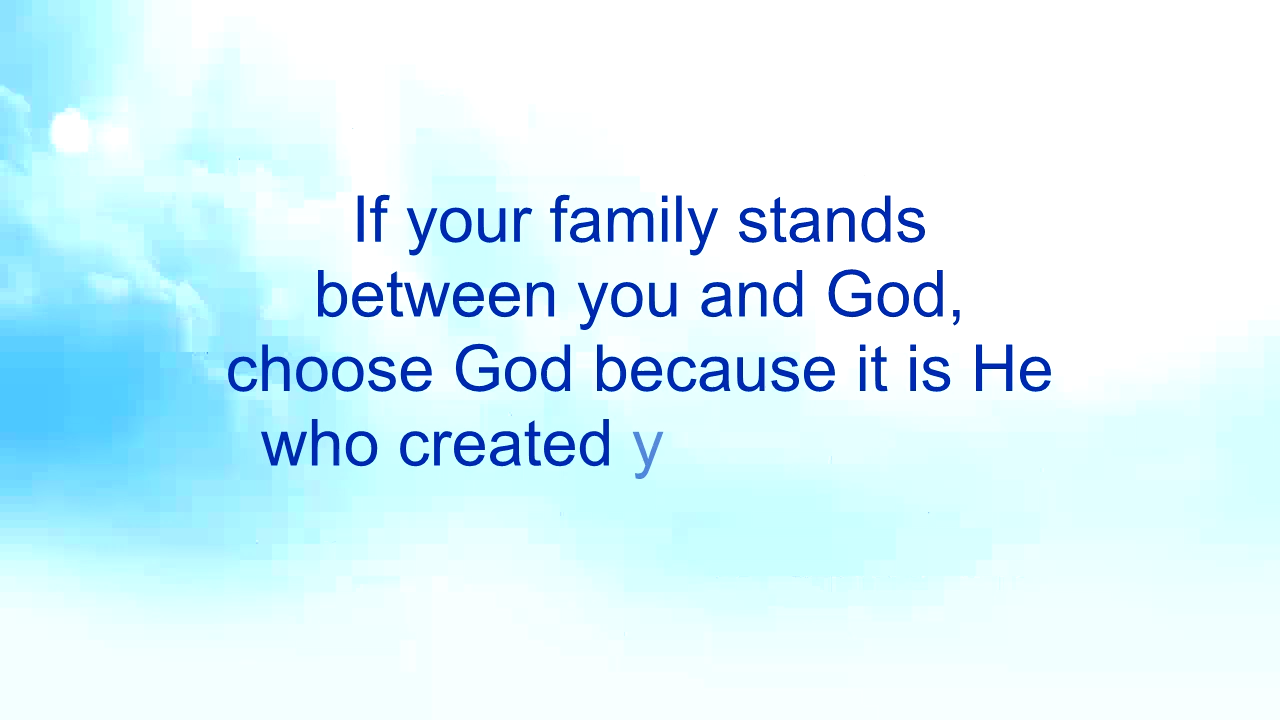 If your family stands
between you and God,
choose God because it is He
who created y